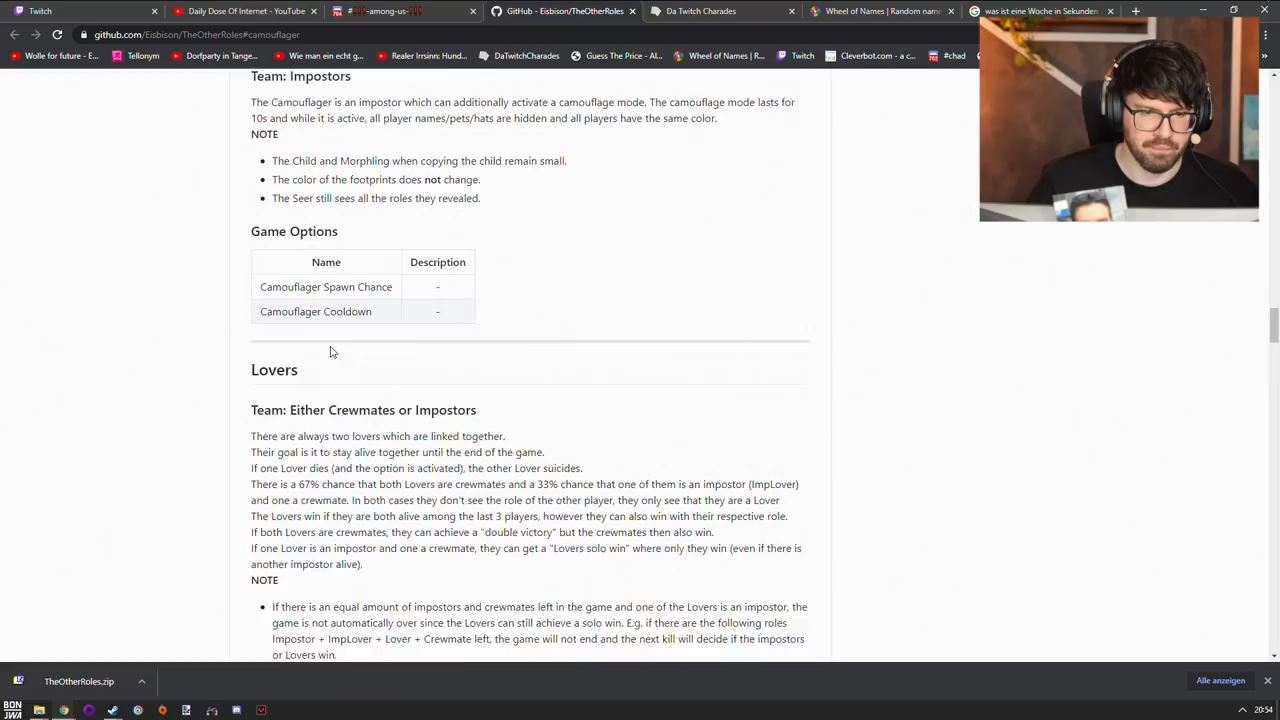 Twitch
Daily Dose Of Internet - YouTube
-among-us-
GitHub - Eisbison/TheOtherRoles
Da Twitch Charades
Wheel of Names | Random nam
was ist eine Woche in Sekunden
github.com/Eisbison/TheOtherRoles#camouflager
Wolle for future - E...
Tellonym
Dorfparty in Tange...
Wie man ein echt g...
Realer Irrsinn: Hund...
DaTwitchCharades
Guess The Price - Al...
Wheel of Names | R...
Twitch
Cleverbot.com - a c...
#chad
Team: Impostors
The Camouflager is an impostor which can additionally activate a camouflage mode. The camouflage mode lasts for
10s and while it is active, all player names/pets/hats are hidden and all players have the same color.
NOTE
The Child and Morphling when copying the child remain small.
The color of the footprints does not change.
The Seer still sees all the roles they revealed.
Game Options
Name Description
Camouflager Spawn Chance -
Camouflager Cooldown -
Lovers
Team: Either Crewmates or Impostors
There are always two lovers which are linked together.
Their goal is it to stay alive together until the end of the game.
If one Lover dies (and the option is activated), the other Lover suicides.
There is a 67% chance that both Lovers are crewmates and a 33% chance that one of them is an impostor (ImpLover)
and one a crewmate. In both cases they don't see the role of the other player, they only see that they are a Lover
The Lovers win if they are both alive among the last 3 players, however they can also win with their respective role.
If both Lovers are crewmates, they can achieve a "double victory" but the crewmates then also win.
If one Lover is an impostor and one a crewmate, they can get a "Lovers solo win" where only they win (even if there is
another impostor alive).
NOTE
If there is an equal amount of impostors and crewmates left in the game and one of the Lovers is an impostor, the
game is not automatically over since the Lovers can still achieve a solo win. E.g. if there are the following roles
Impostor + ImpLover + Lover + Crewmate left, the game will not end and the next kill will decide if the impostors
or Lovers win.
TheOtherRoles.zip
Alle anzeigen
BON
JWA
20:54